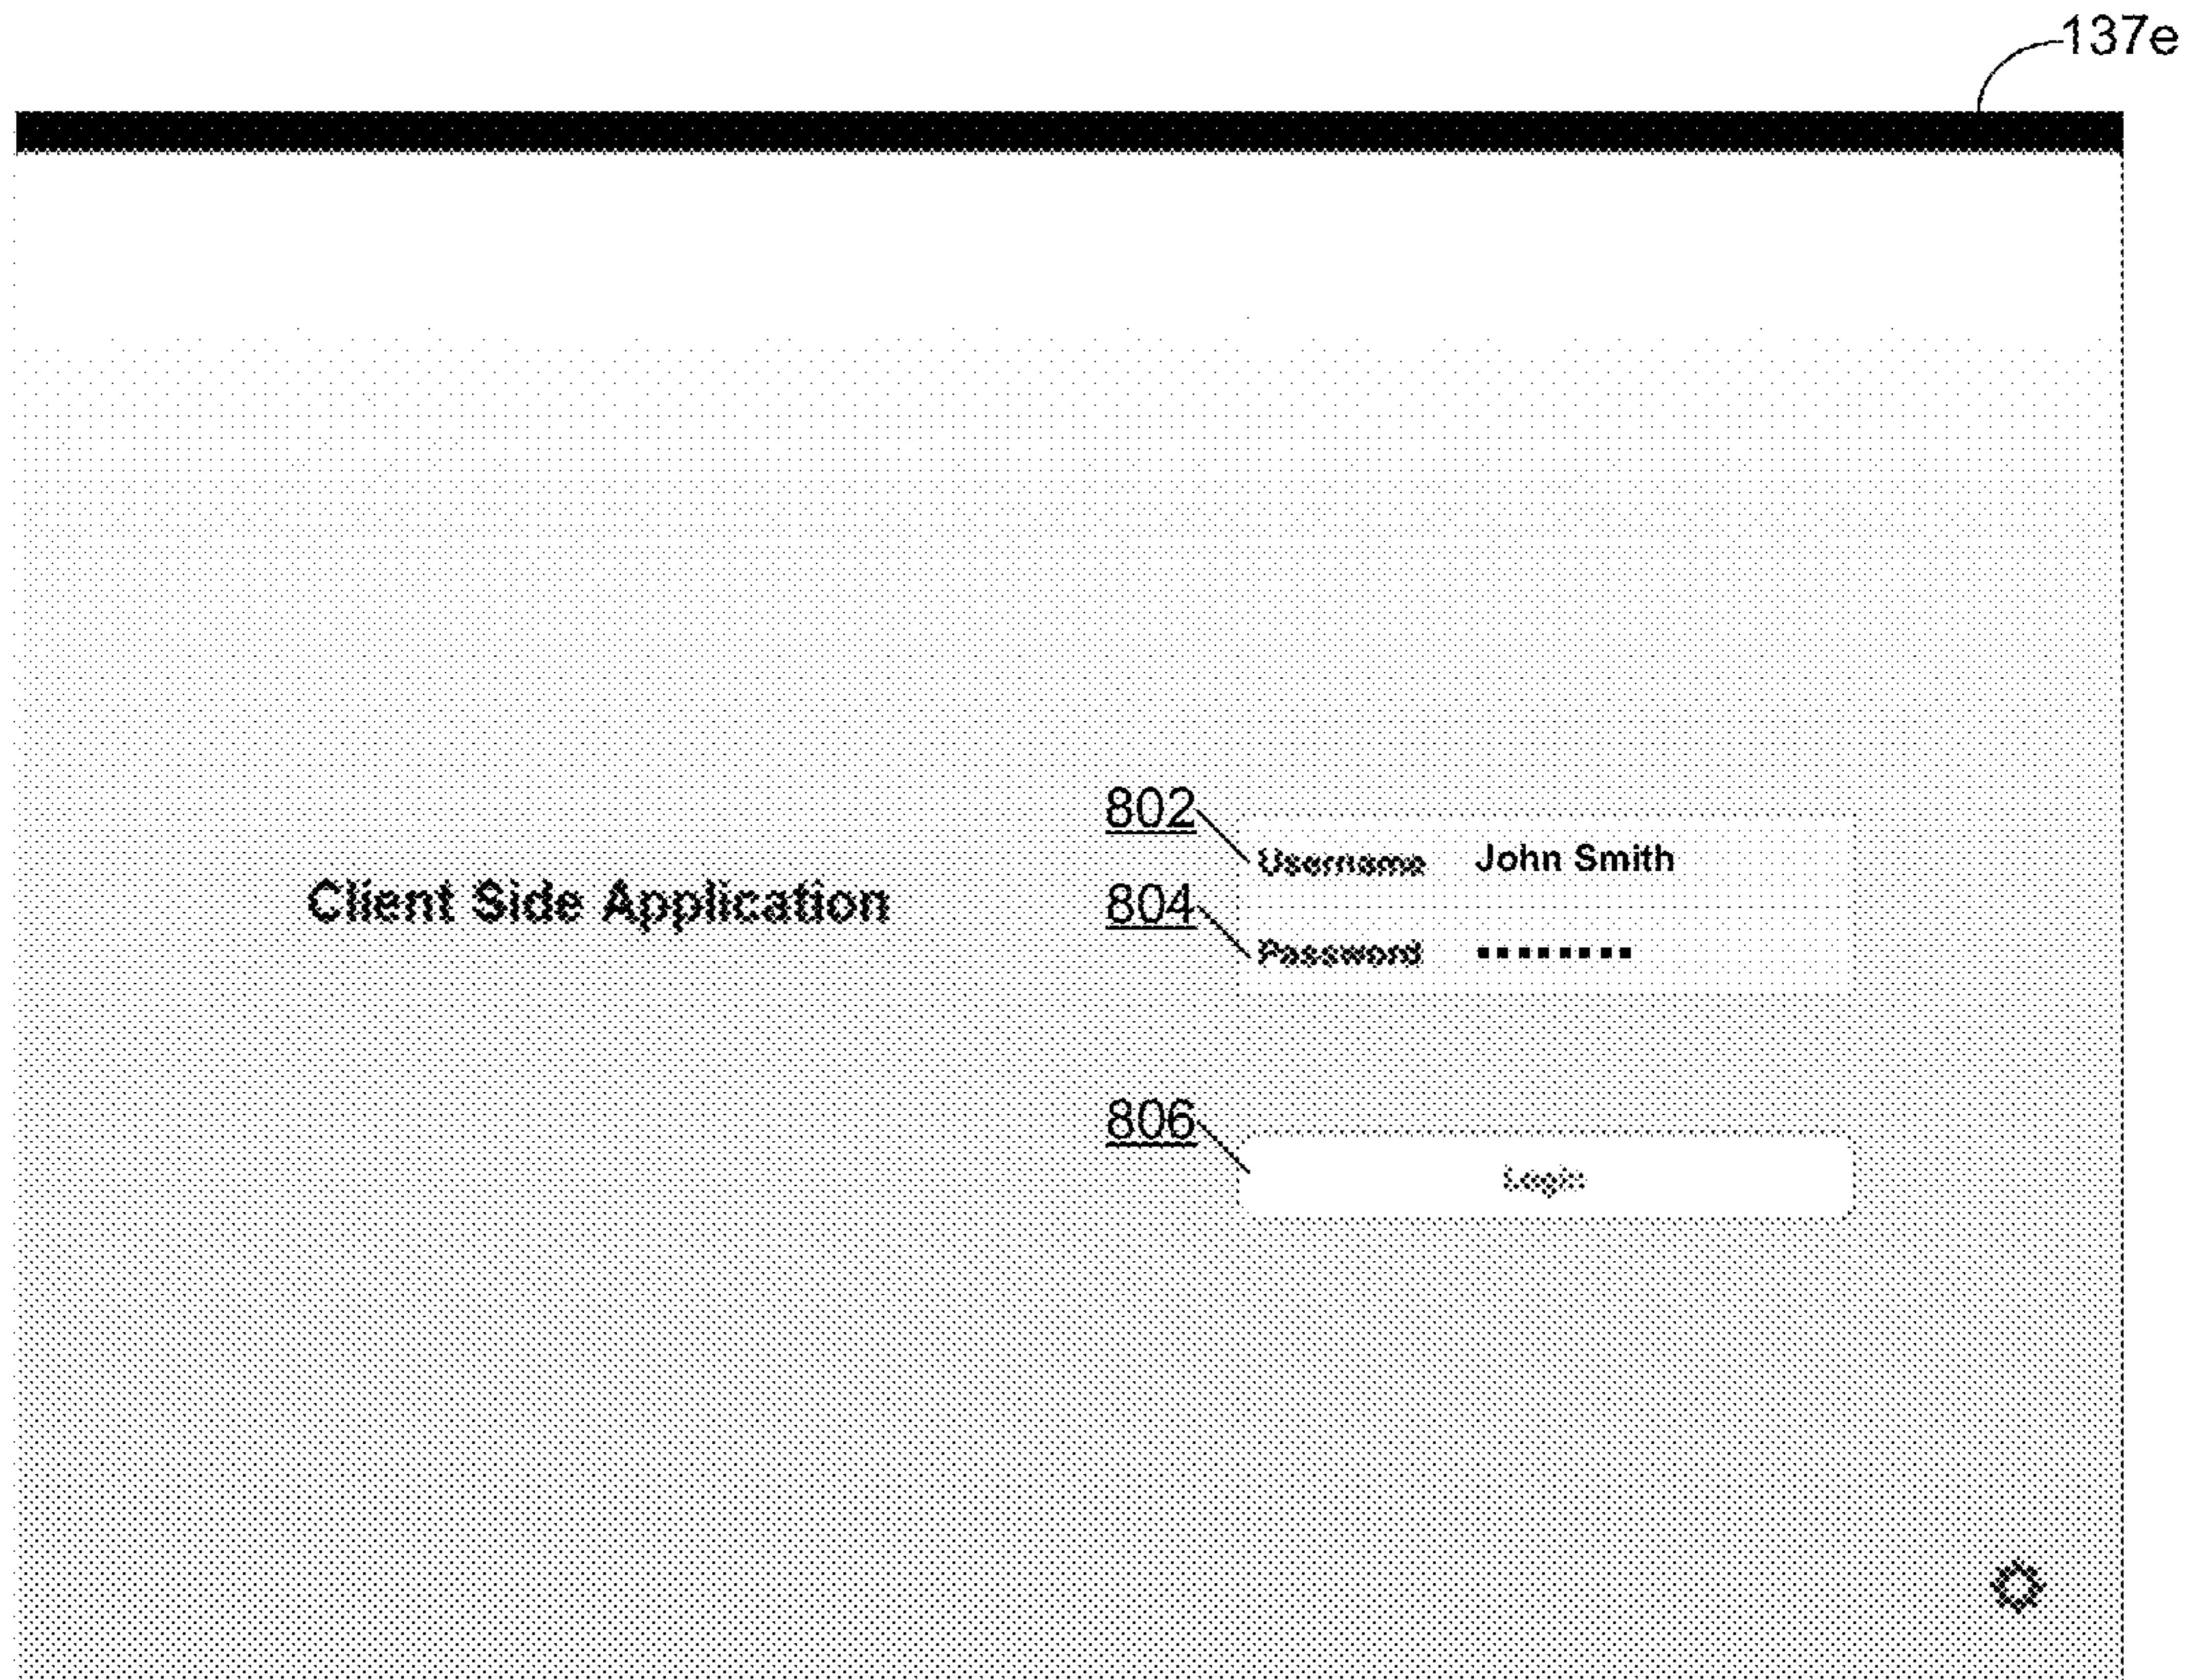 137e
802
Username John Smith
Client Side Application
804
Password ▪▪▪▪▪▪▪▪
806
Login